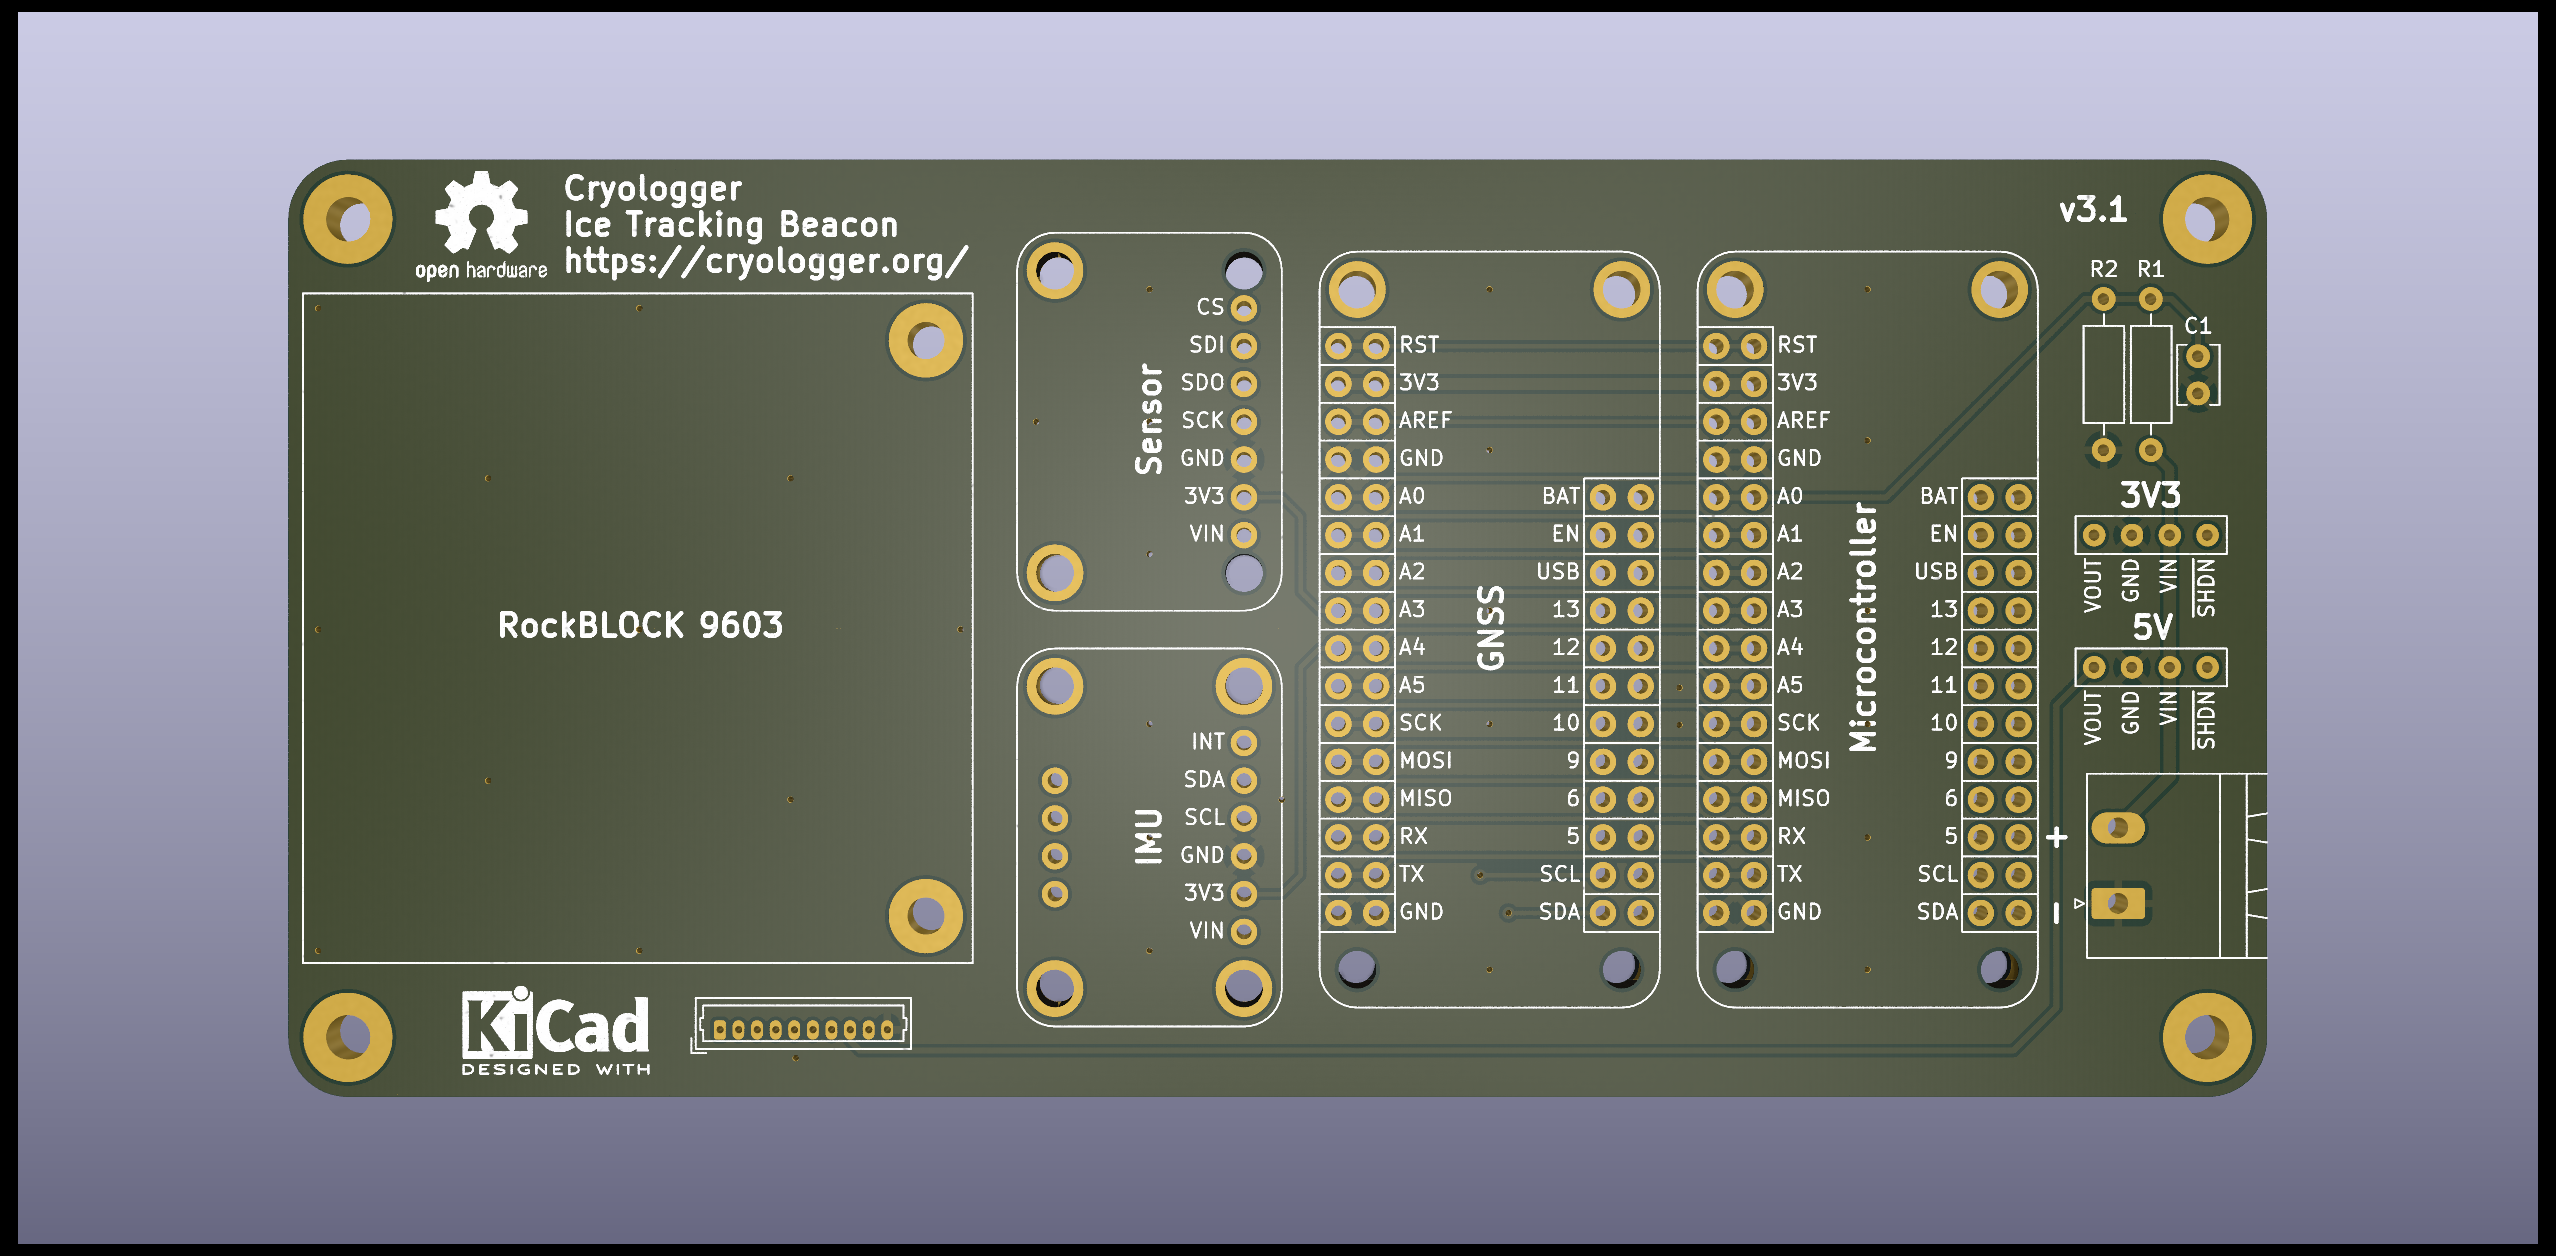 Cryologger
Ice Tracking Beacon
https://cryologger.org/
open hardware
v3.1
RockBLOCK 9603
KiCad
DESIGNED WITH
Sensor
CS
SDI
SDO
SCK
GND
3V3
VIN
IMU
INT
SDA
SCL
GND
3V3
VIN
GNSS
RST
3V3
AREF
GND
A0
A1
A2
A3
A4
A5
SCK
MOSI
MISO
RX
TX
GND
BAT
EN
USB
13
12
11
10
9
6
5
SCL
SDA
Microcontroller
RST
3V3
AREF
GND
A0
A1
A2
A3
A4
A5
SCK
MOSI
MISO
RX
TX
GND
BAT
EN
USB
13
12
11
10
9
6
5
SCL
SDA
R2 R1
C1
3V3
VOUT
GND
VIN
SHDN
5V
VOUT
GND
VIN
SHDN
+
-